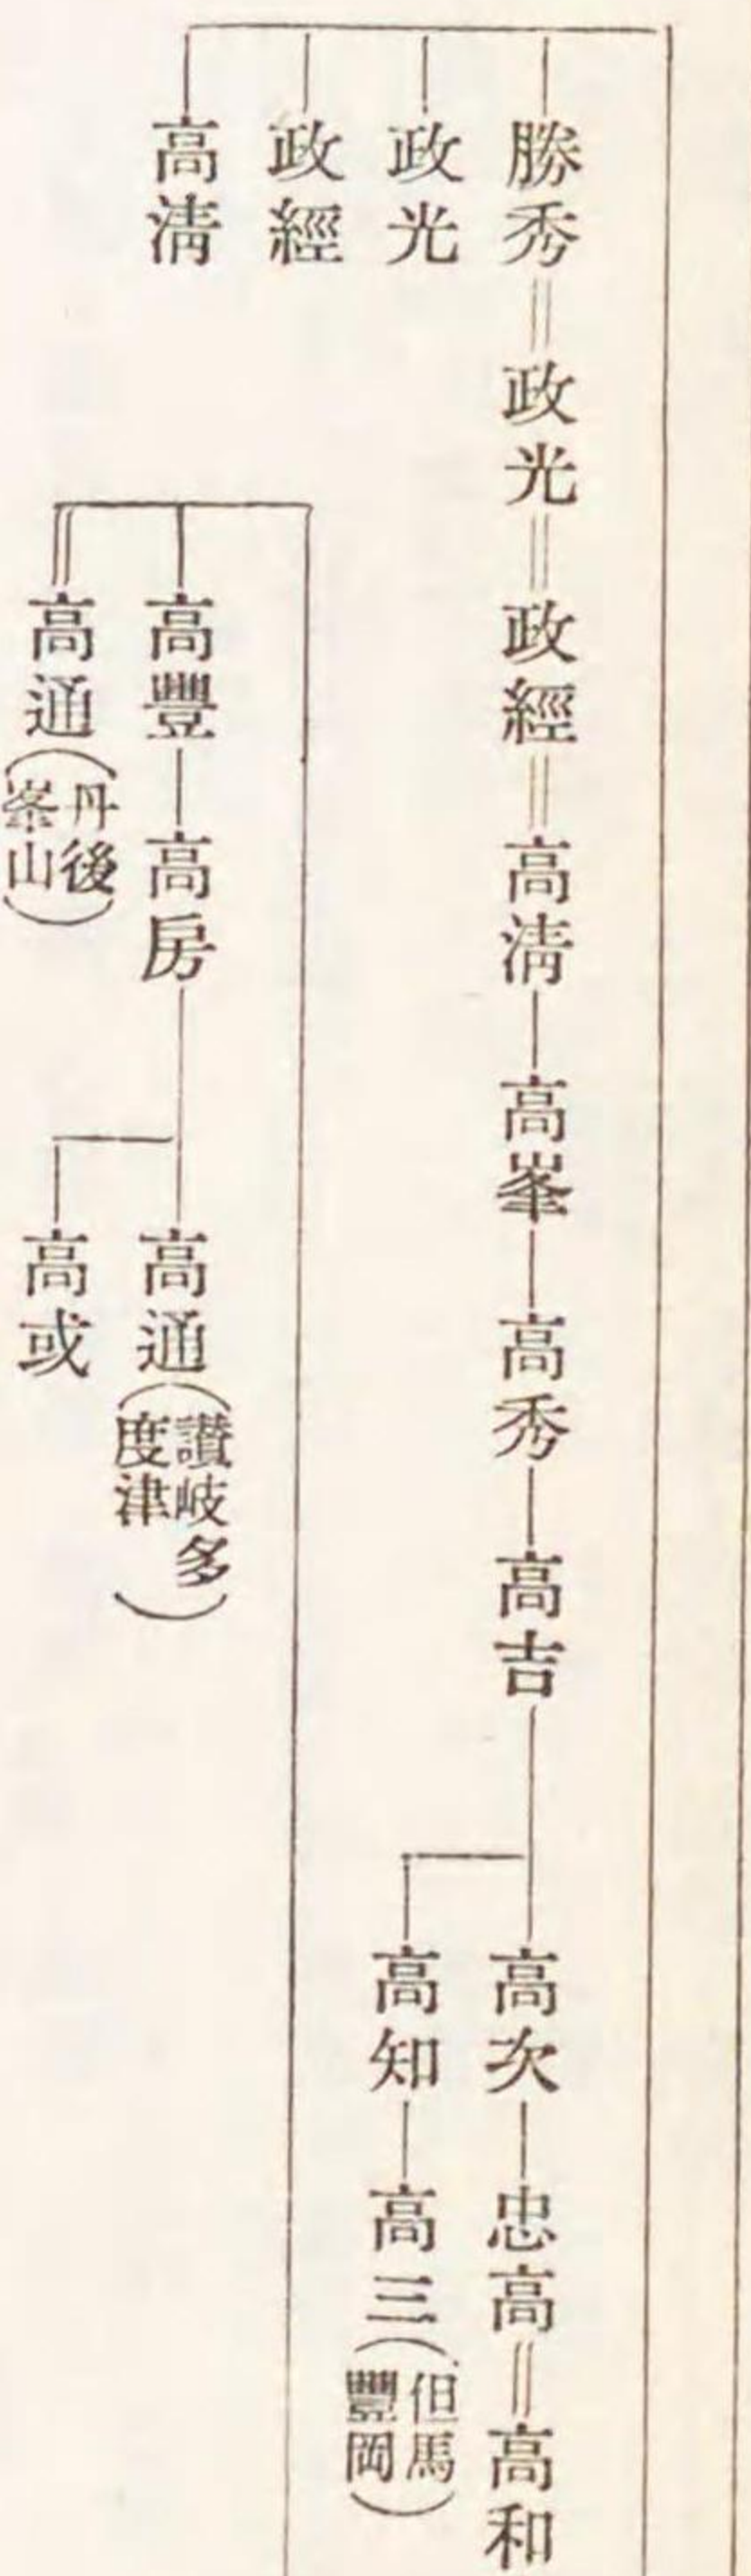 勝秀＝政光＝政經＝高淸―高峯―高秀―高吉―高次―忠高＝高和
政光
高知―高三（但馬豐岡）
政經
高淸
高豐―高房―高通（讃岐多度津）
高通（丹後峯山）
高或